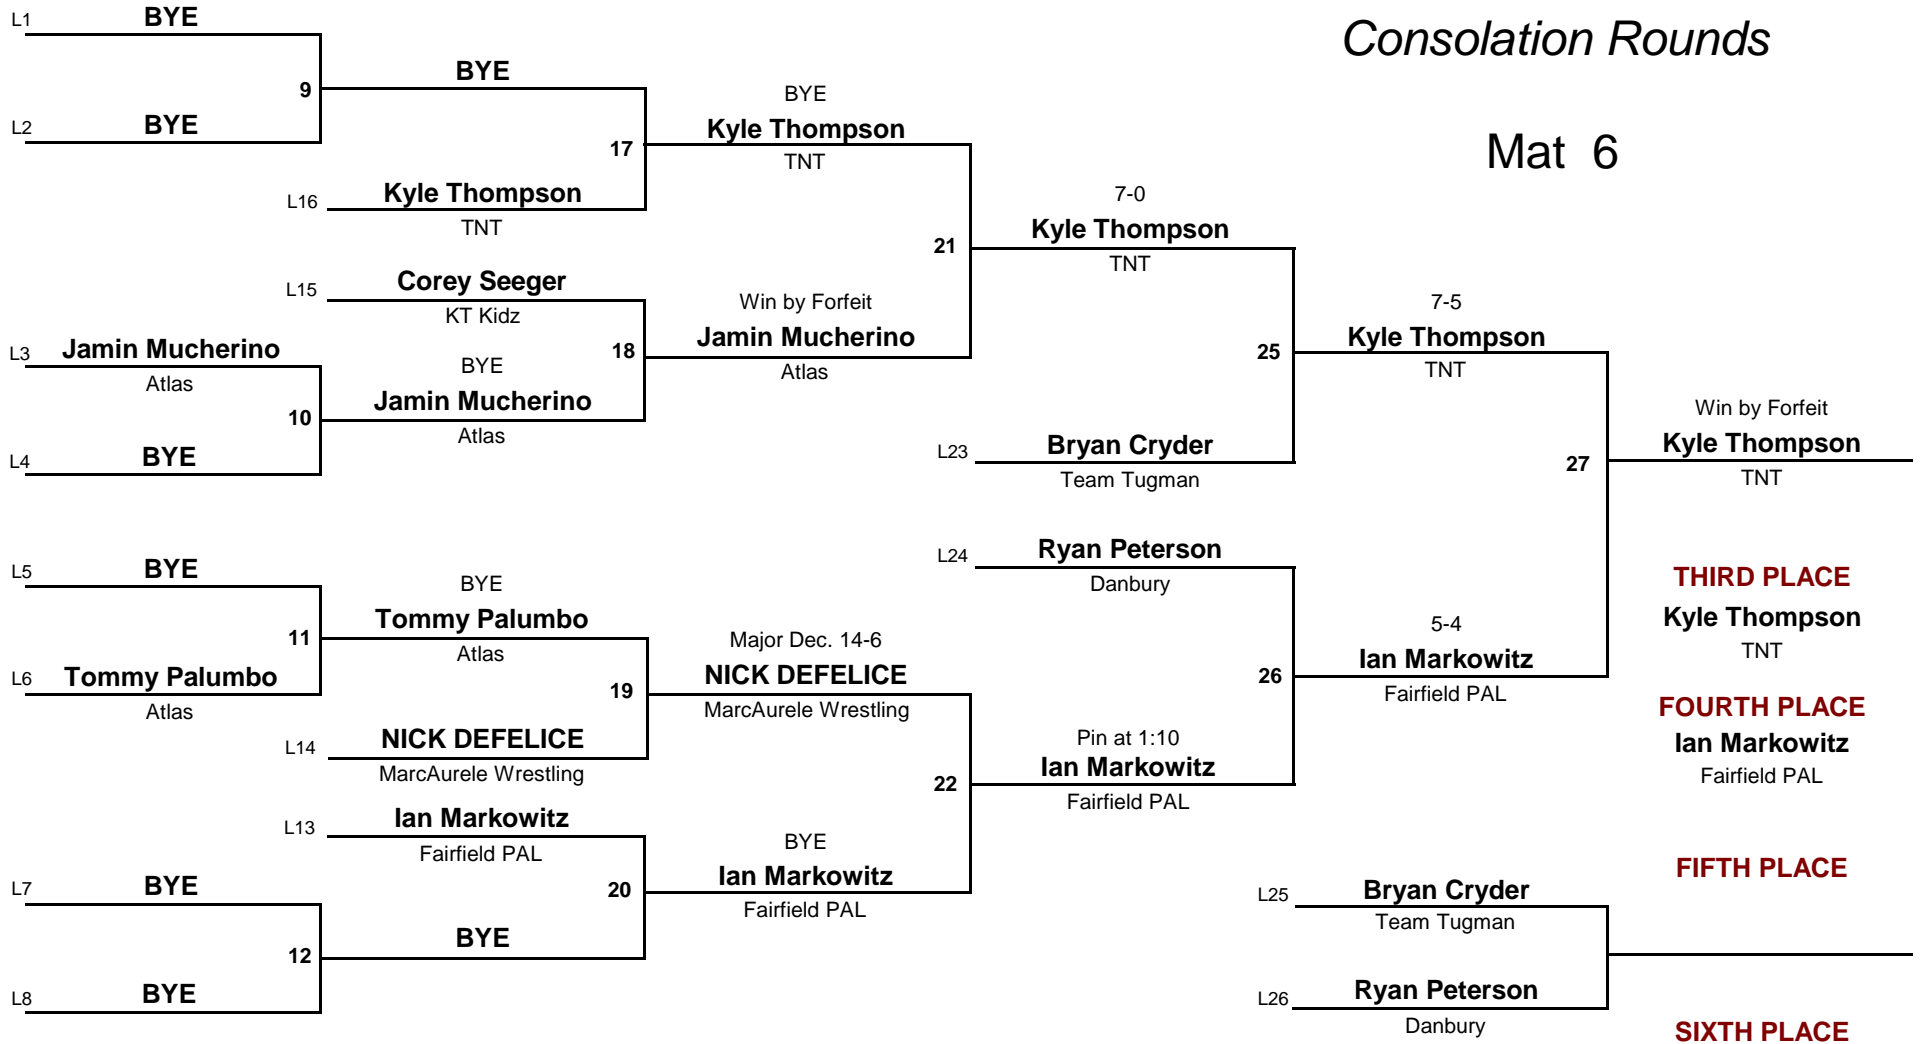 Consolation Rounds
Mat 6
L1 BYE
9
L2 BYE
BYE
17
L16 Kyle Thompson
TNT
BYE
Kyle Thompson
TNT
L15 Corey Seeger
KT Kidz
18
L3 Jamin Mucherino
Atlas
10
L4 BYE
BYE
Jamin Mucherino
Atlas
Win by Forfeit
Jamin Mucherino
Atlas
21
7-0
Kyle Thompson
TNT
25
L23 Bryan Cryder
Team Tugman
7-5
Kyle Thompson
TNT
27
Win by Forfeit
Kyle Thompson
TNT
L5 BYE
11
L6 Tommy Palumbo
Atlas
BYE
Tommy Palumbo
Atlas
19
L14 NICK DEFELICE
MarcAurele Wrestling
Major Dec. 14-6
NICK DEFELICE
MarcAurele Wrestling
22
L13 Ian Markowitz
Fairfield PAL
20
L7 BYE
12
L8 BYE
BYE
BYE
Ian Markowitz
Fairfield PAL
L24 Ryan Peterson
Danbury
26
Pin at 1:10
Ian Markowitz
Fairfield PAL
5-4
Ian Markowitz
Fairfield PAL
THIRD PLACE
Kyle Thompson
TNT
FOURTH PLACE
Ian Markowitz
Fairfield PAL
L25 Bryan Cryder
Team Tugman
L26 Ryan Peterson
Danbury
FIFTH PLACE
SIXTH PLACE